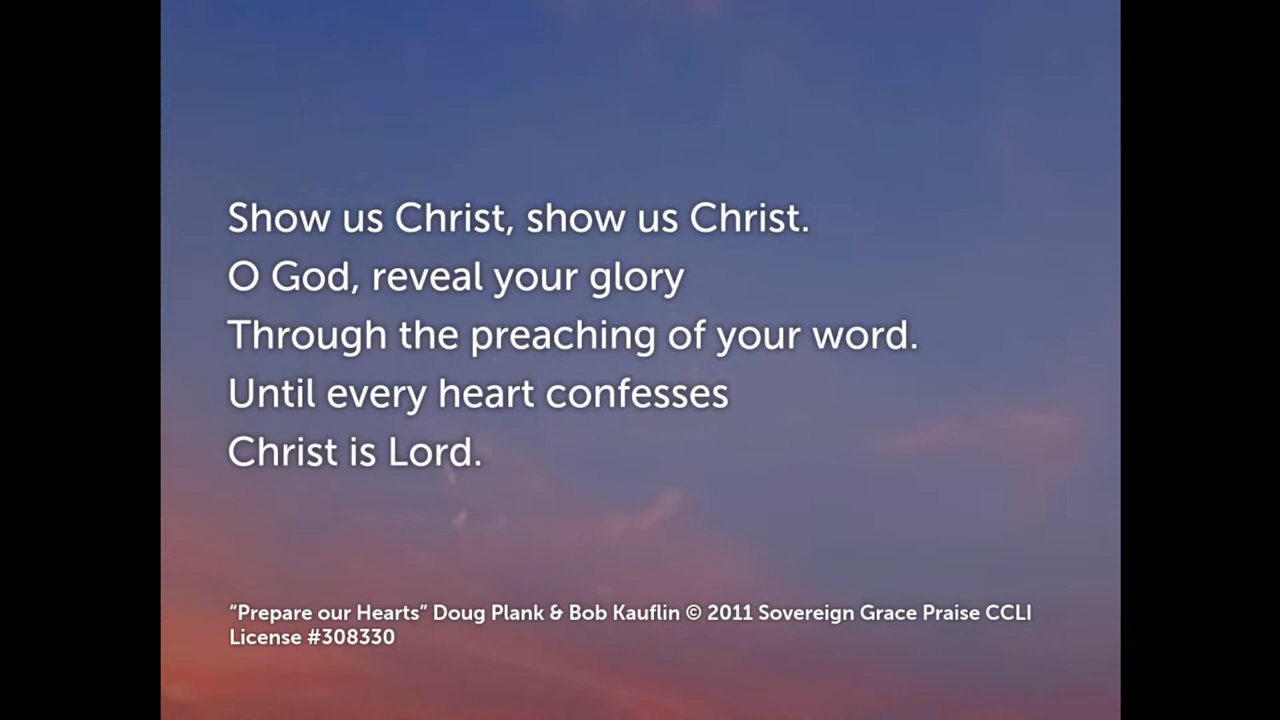 Show us Christ, show us Christ.
O God, reveal your glory
Through the preaching of your word.
Until every heart confesses
Christ is Lord.
“Prepare our Hearts” Doug Plank & Bob Kauflin © 2011 Sovereign Grace Praise CCLI
License #308330